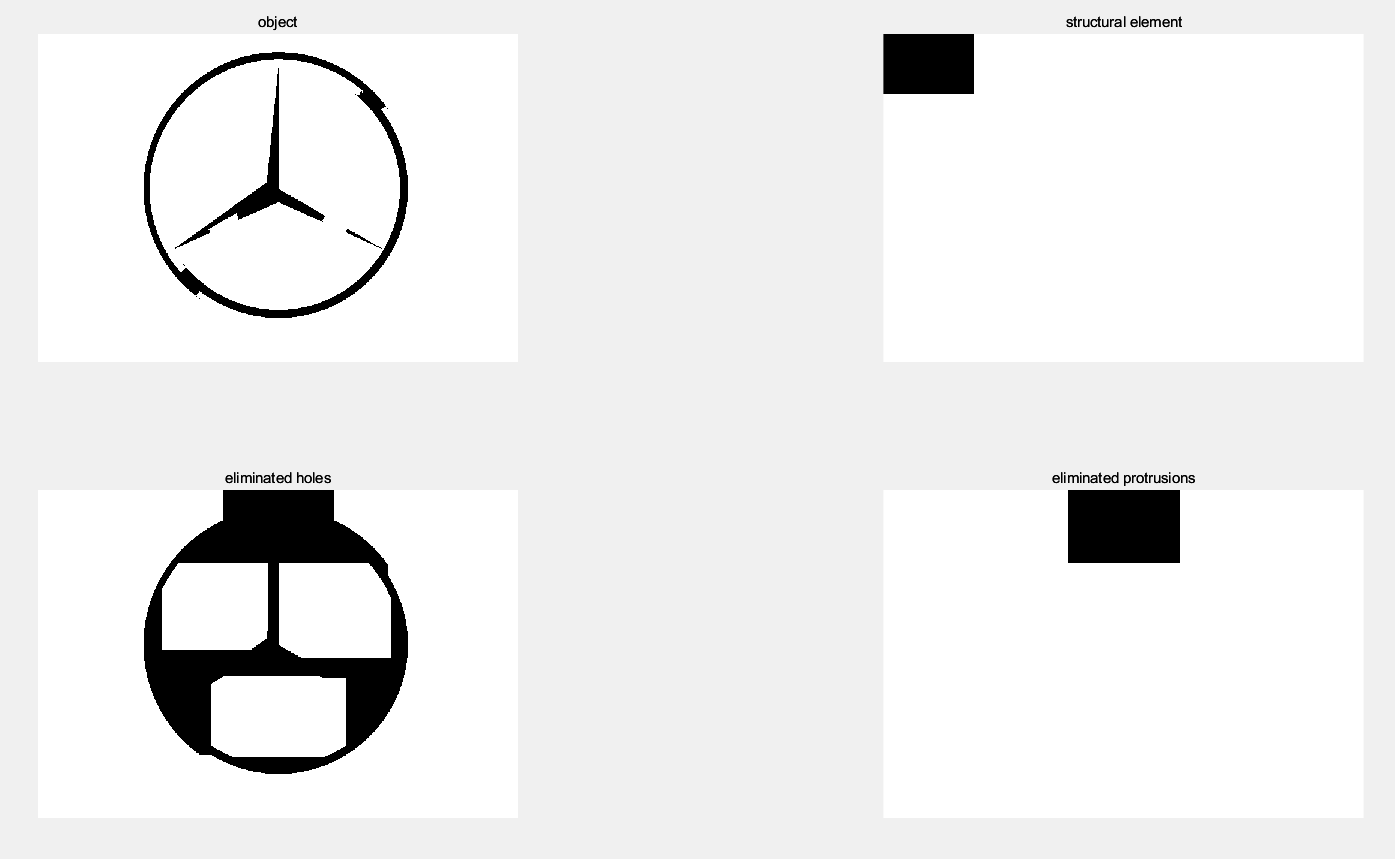 object
structural element
eliminated holes
eliminated protrusions